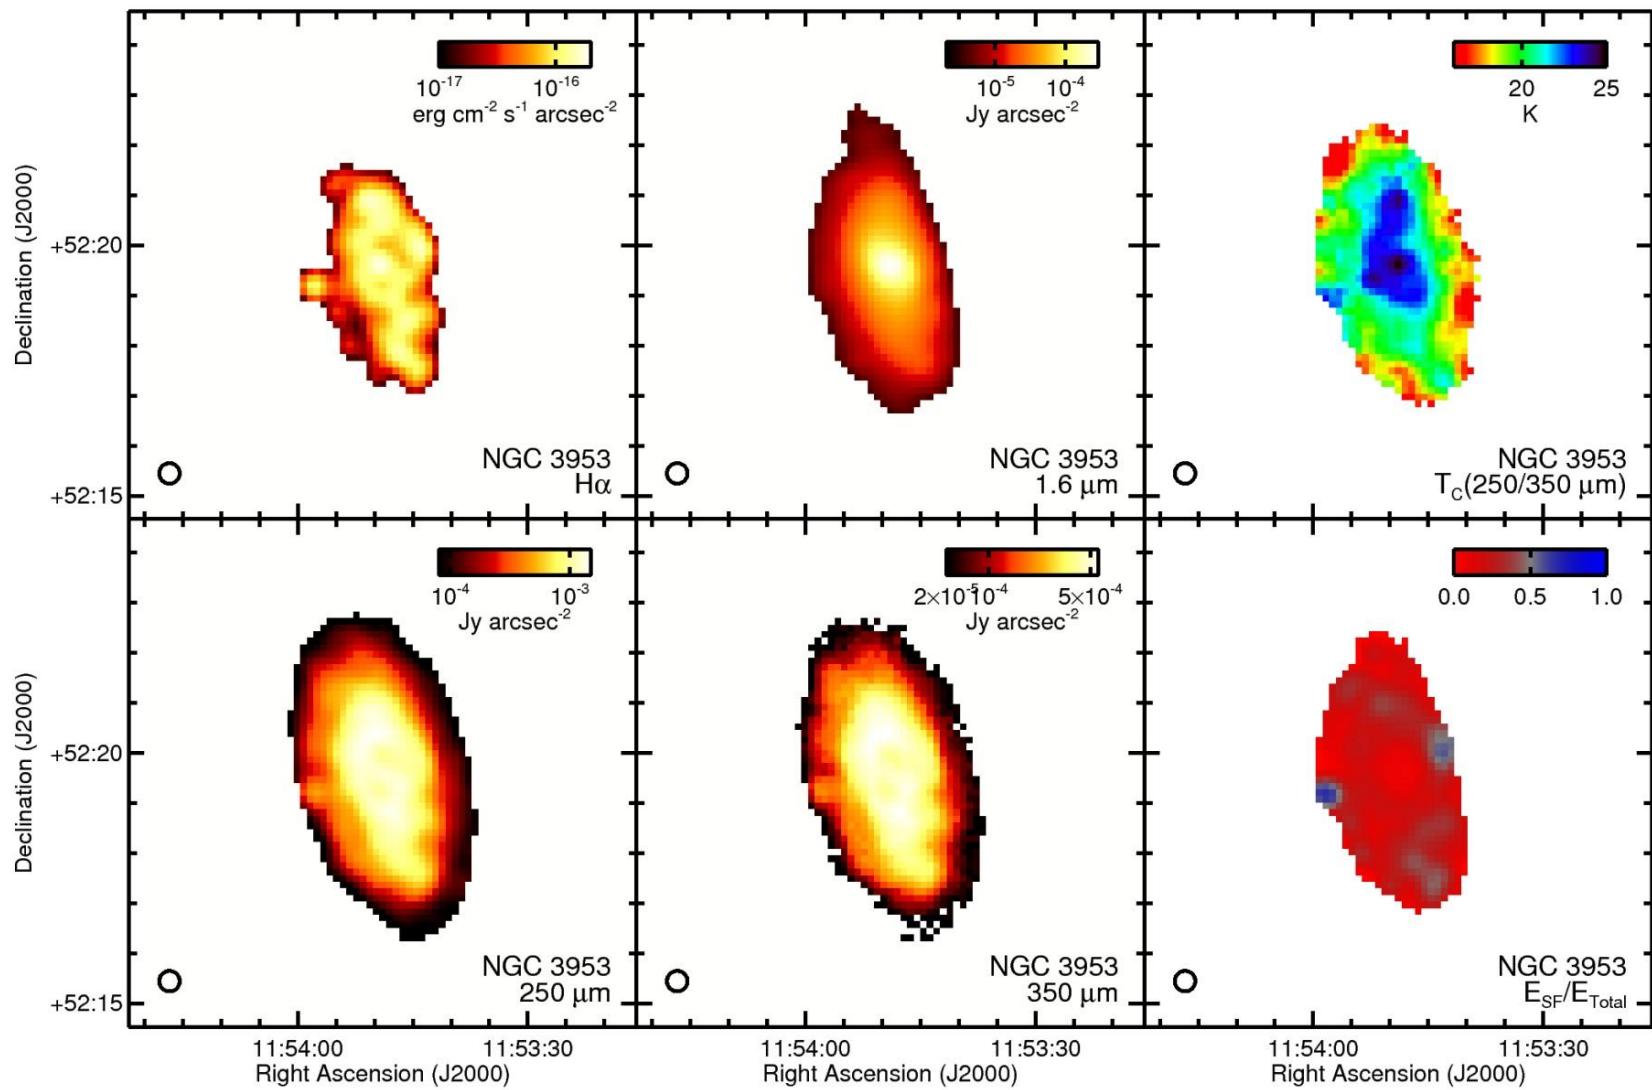 10⁻¹⁷ 10⁻¹⁶
erg cm⁻² s⁻¹ arcsec⁻²
NGC 3953
Hα
10⁻⁵ 10⁻⁴
Jy arcsec⁻²
NGC 3953
1.6 μm
20 25
K
NGC 3953
T_C(250/350 μm)
Declination (J2000)
+52:20
+52:15
10⁻⁴ 10⁻³
Jy arcsec⁻²
NGC 3953
250 μm
2×10⁻⁵ 10⁻⁴ 5×10⁻⁴
Jy arcsec⁻²
NGC 3953
350 μm
0.0 0.5 1.0
NGC 3953
E_SF/E_Total
Declination (J2000)
+52:20
+52:15
11:54:00 11:53:30
Right Ascension (J2000)
11:54:00 11:53:30
Right Ascension (J2000)
11:54:00 11:53:30
Right Ascension (J2000)